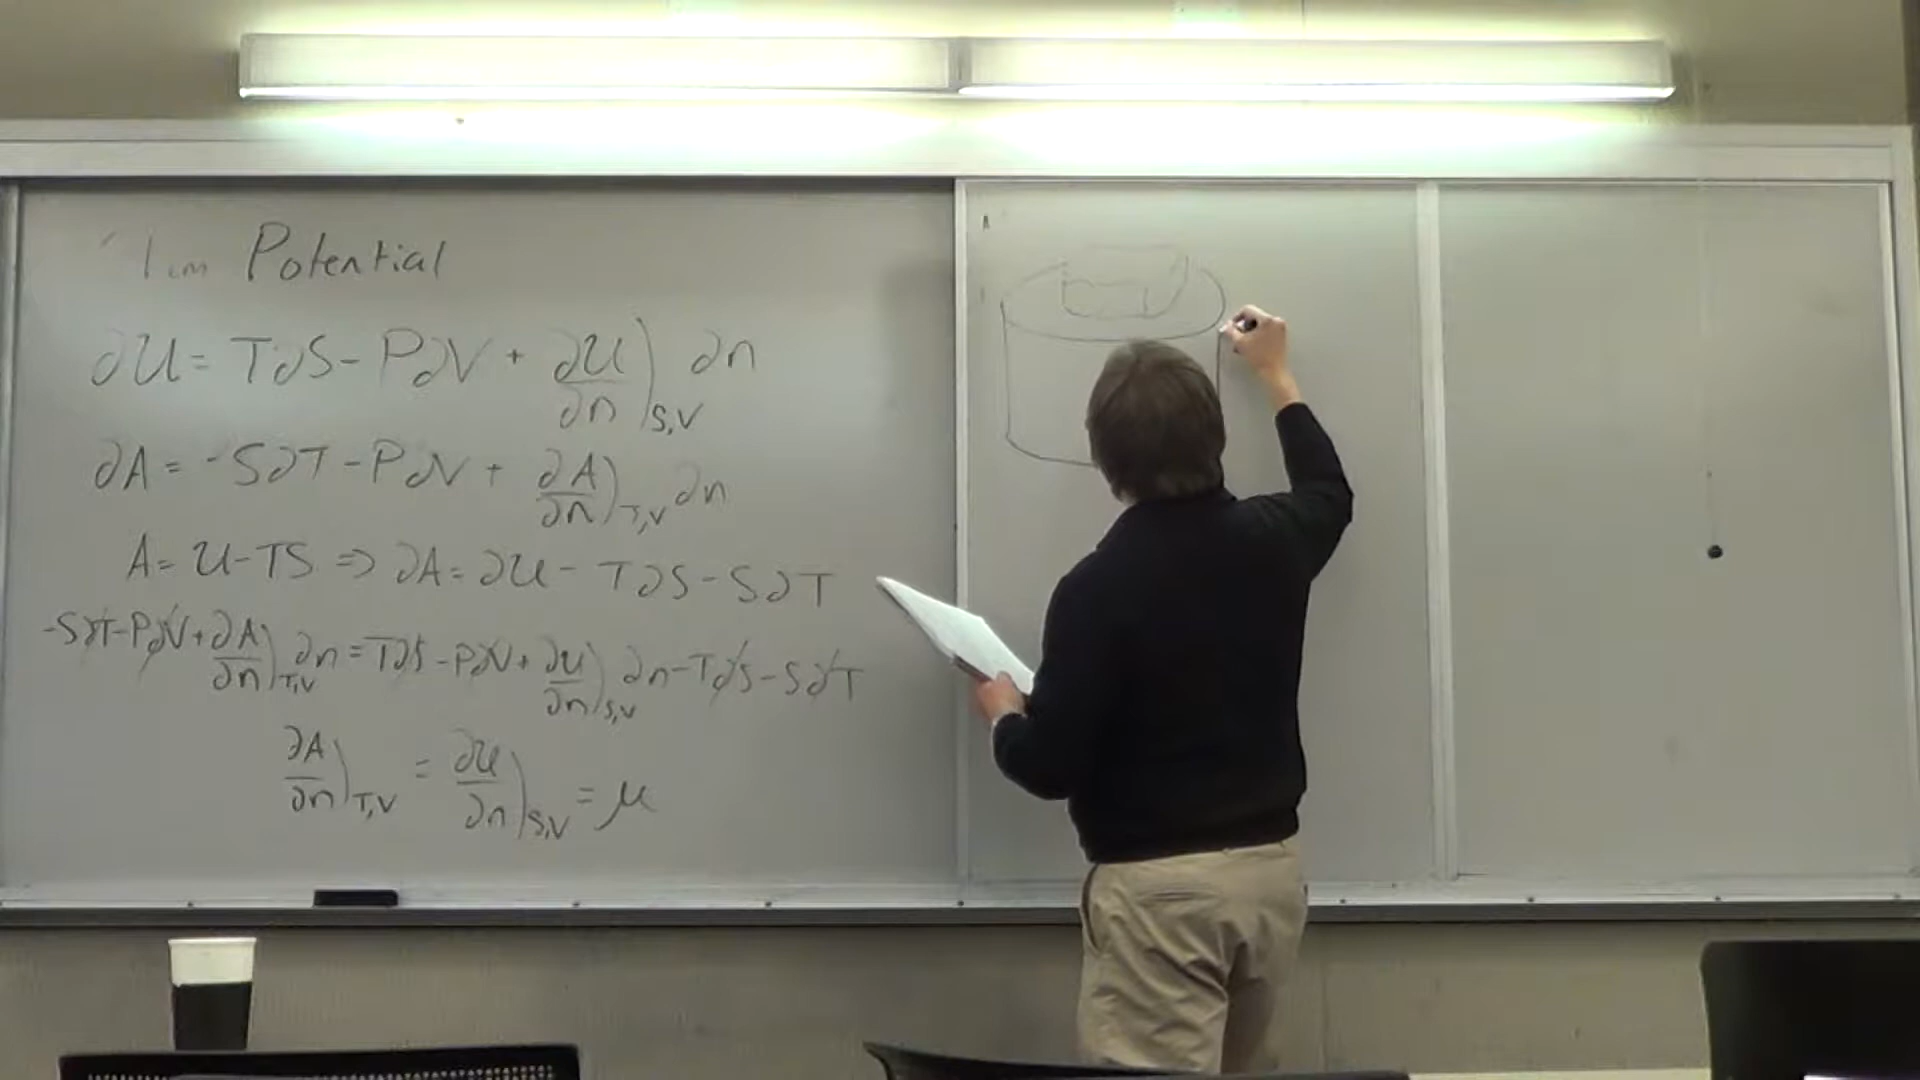 Potential
∂U = T∂S - P∂V + ∂U/∂n)S,V ∂n
∂A = -S∂T - P∂V + ∂A/∂n)T,V ∂n
A = U - TS ⇒ ∂A = ∂U - T∂S - S∂T
-S∂T - P∂V + ∂A/∂n)T,V ∂n = T∂S - P∂V + ∂U/∂n)S,V ∂n - T∂S - S∂T
∂A/∂n)T,V = ∂U/∂n)S,V = μ